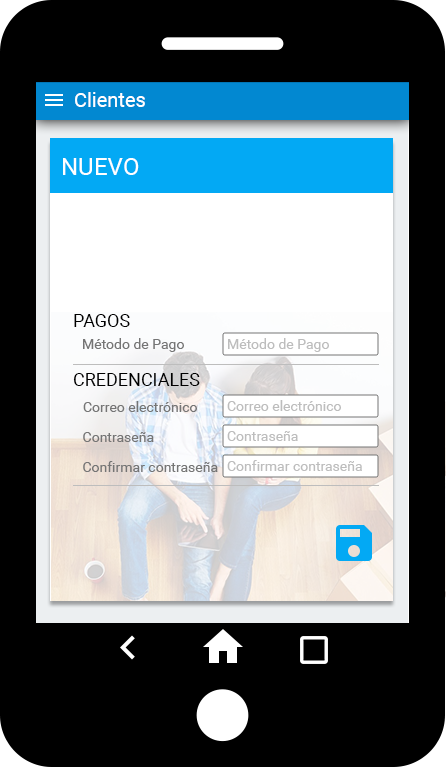 Clientes
NUEVO
PAGOS
Método de Pago Método de Pago
CREDENCIALES
Correo electrónico Correo electrónico
Contraseña Contraseña
Confirmar contraseña Confirmar contraseña